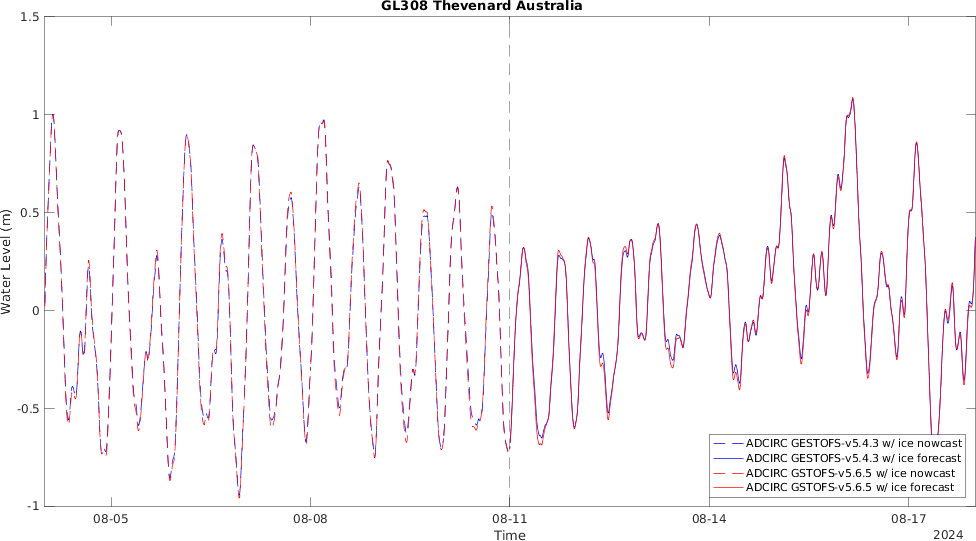 GL308 Thevenard Australia
1.5
1
0.5
0
-0.5
-1
Water Level (m)
08-05
08-08
08-11
08-14
08-17
Time
2024
ADCIRC GESTOFS-v5.4.3 w/ ice nowcast
ADCIRC GESTOFS-v5.4.3 w/ ice forecast
ADCIRC GSTOFS-v5.6.5 w/ ice nowcast
ADCIRC GSTOFS-v5.6.5 w/ ice forecast